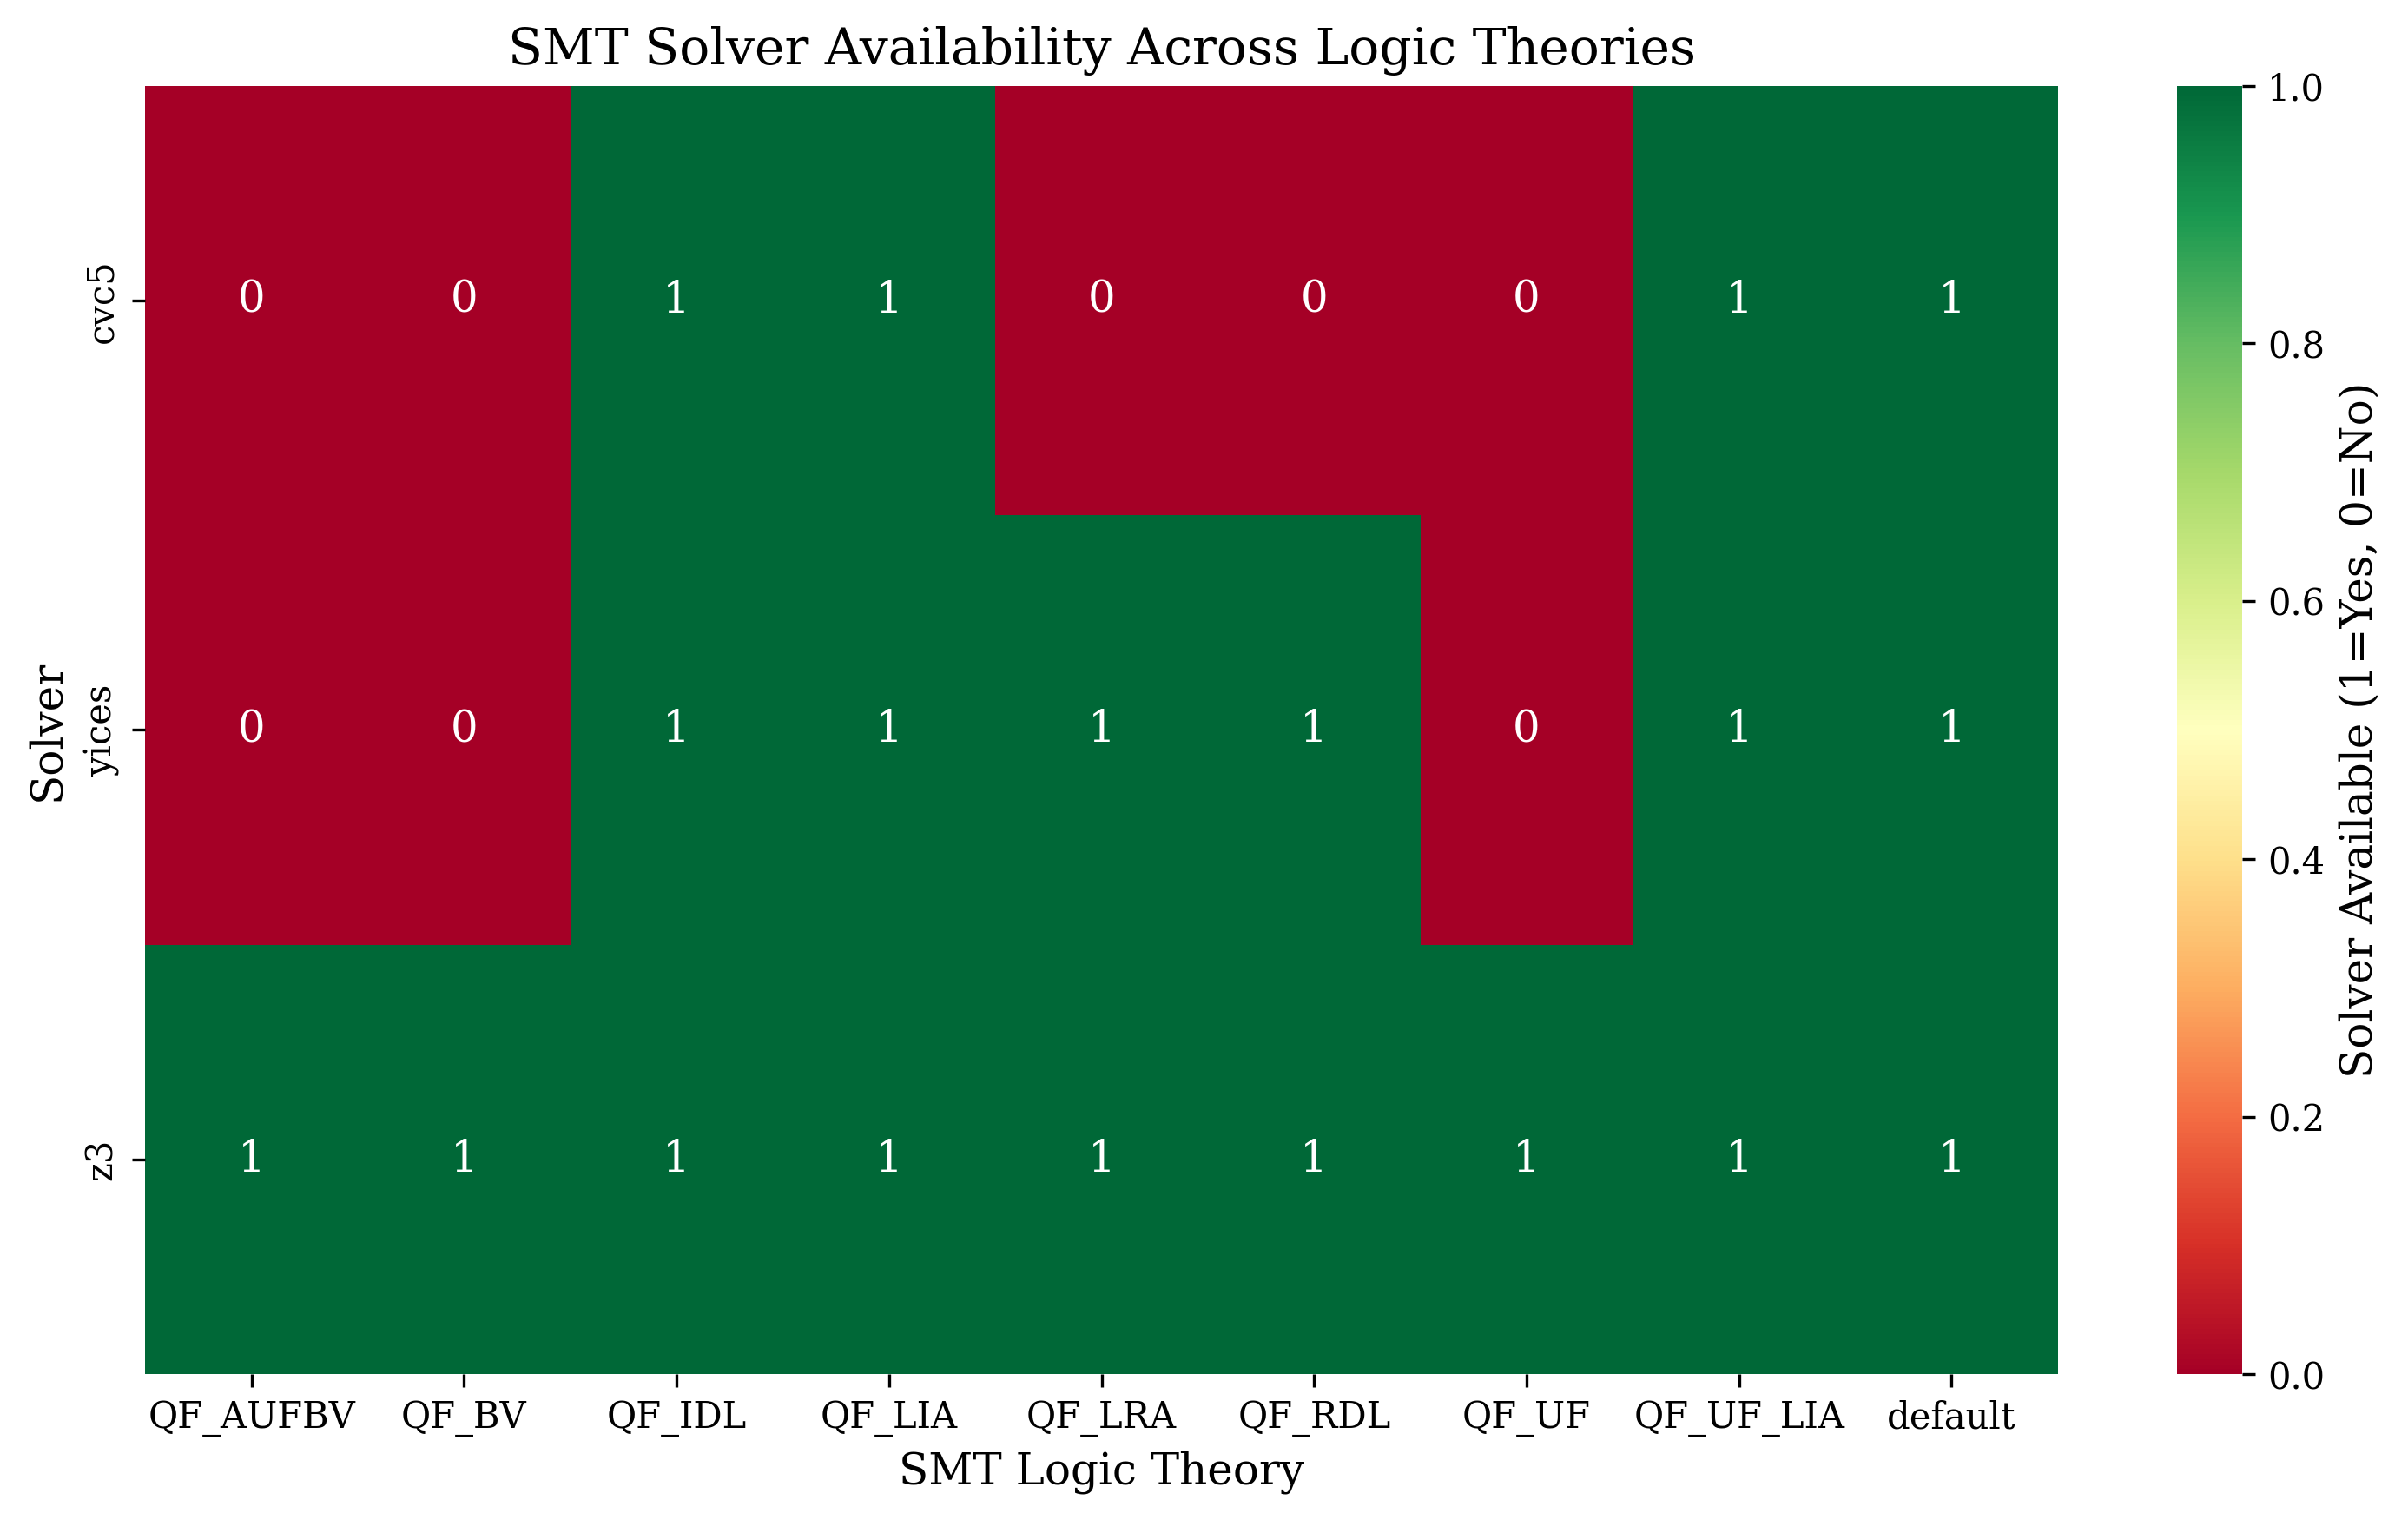 SMT Solver Availability Across Logic Theories
Solver
cvc5
0 0 1 1 0 0 0 1 1
yices
0 0 1 1 1 1 0 1 1
z3
1 1 1 1 1 1 1 1 1
QF_AUFBV QF_BV QF_IDL QF_LIA QF_LRA QF_RDL QF_UF QF_UF_LIA default
SMT Logic Theory
1.0
0.8
0.6
0.4
0.2
0.0
Solver Available (1=Yes, 0=No)